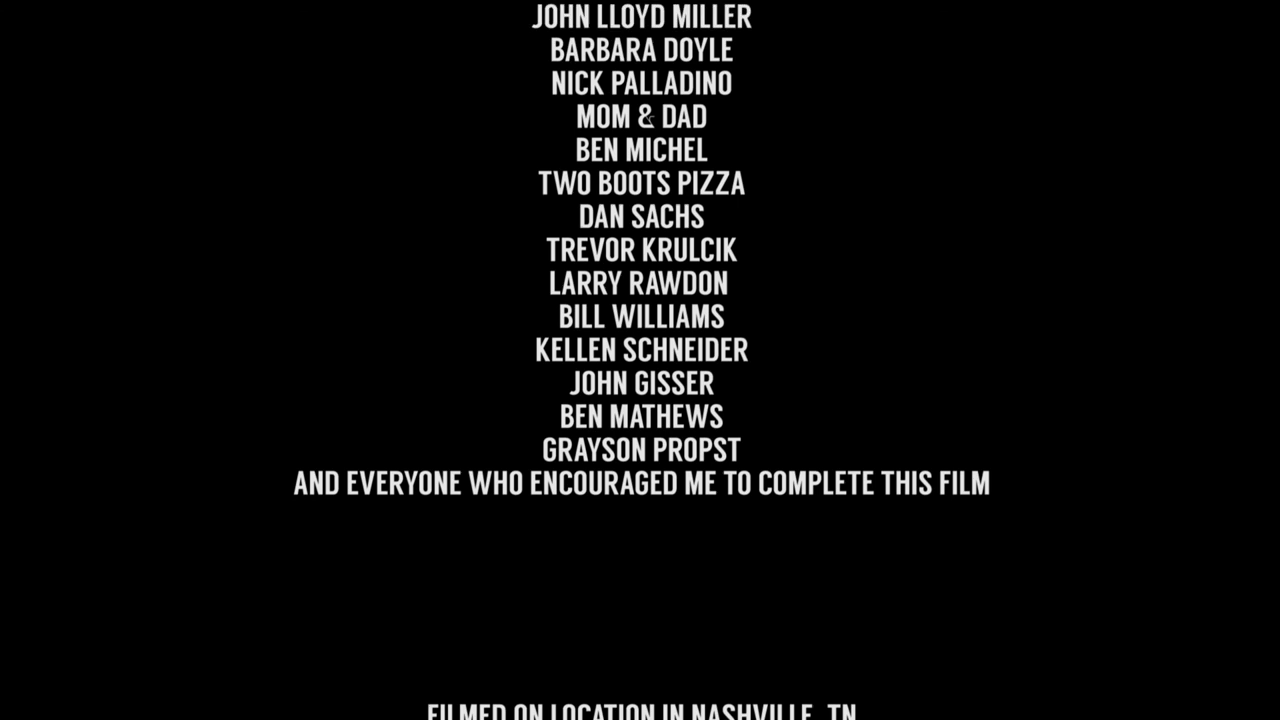 JOHN LLOYD MILLER
BARBARA DOYLE
NICK PALLADINO
MOM & DAD
BEN MICHEL
TWO BOOTS PIZZA
DAN SACHS
TREVOR KRULCIK
LARRY RAWDON
BILL WILLIAMS
KELLEN SCHNEIDER
JOHN GISSER
BEN MATHEWS
GRAYSON PROPST
AND EVERYONE WHO ENCOURAGED ME TO COMPLETE THIS FILM
FILMED ON LOCATION IN NASHVILLE, TN